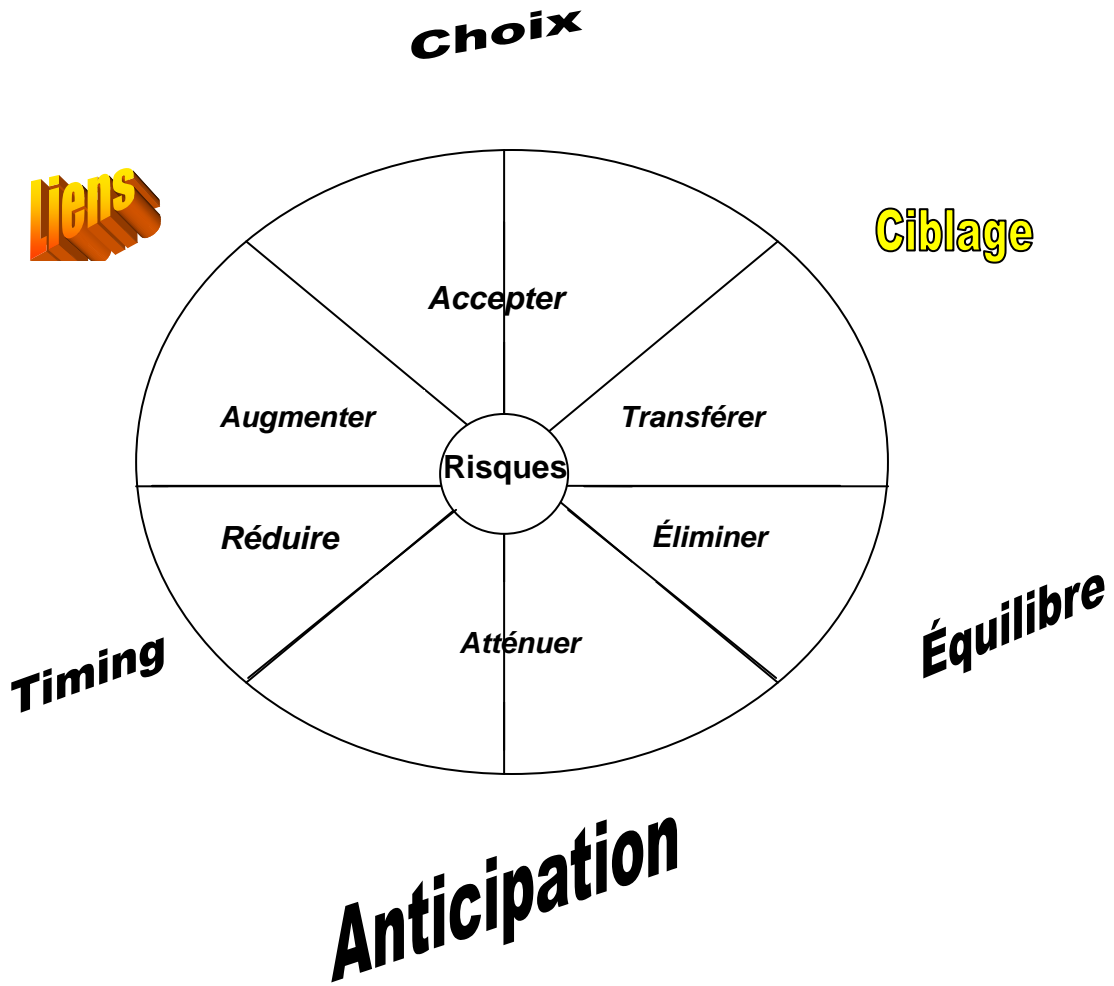 Choix
Liens
Ciblage
Accepter
Augmenter
Transférer
Risques
Réduire
Éliminer
Équilibre
Timing
Atténuer
Anticipation